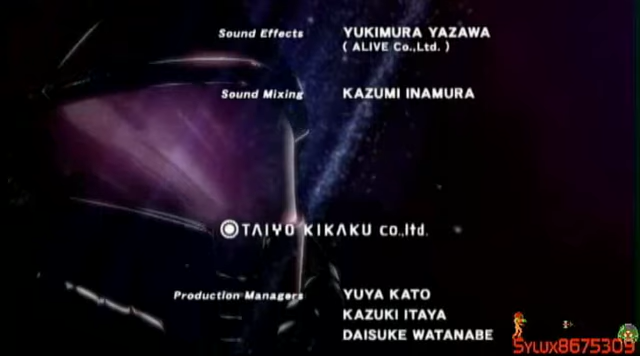 Sound Effects YUKIMURA YAZAWA
( ALIVE Co.,Ltd. )
Sound Mixing KAZUMI INAMURA
TAIYO KIKAKU co.,ltd.
Production Managers YUYA KATO
KAZUKI ITAYA
DAISUKE WATANABE
Sylux8675309